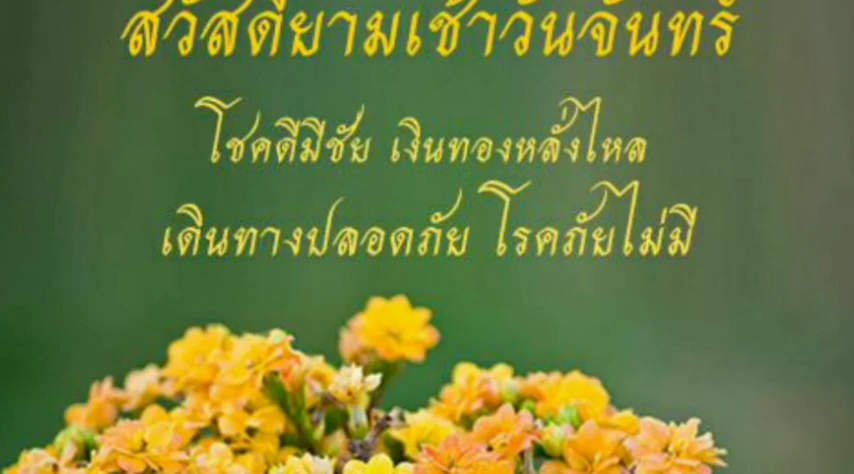 สวัสดียามเช้าวันจันทร์
โชคดีมีชัย เงินทองหลั่งไหล
เดินทางปลอดภัย โรคภัยไม่มี